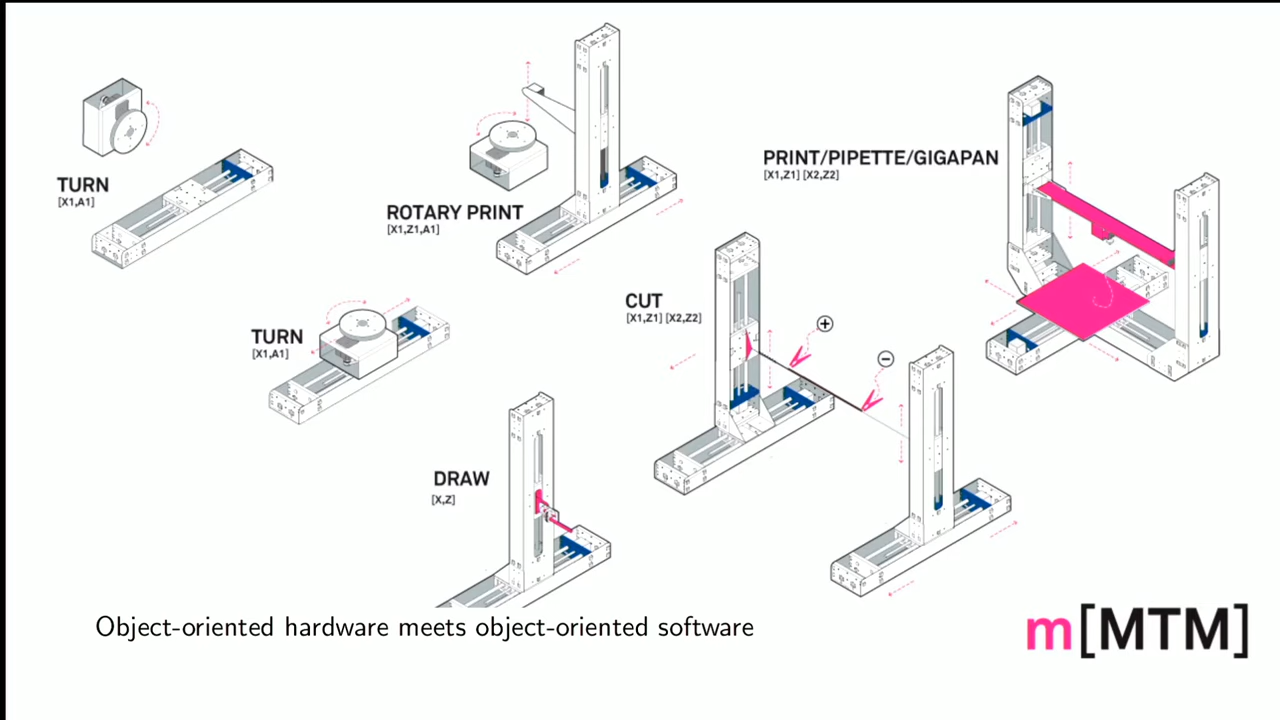 TURN
[X1,A1]
ROTARY PRINT
[X1,Z1,A1]
PRINT/PIPETTE/GIGAPAN
[X1,Z1] [X2,Z2]
TURN
[X1,A1]
CUT
[X1,Z1] [X2,Z2]
+
−
DRAW
[X,Z]
Object-oriented hardware meets object-oriented software
m[MTM]